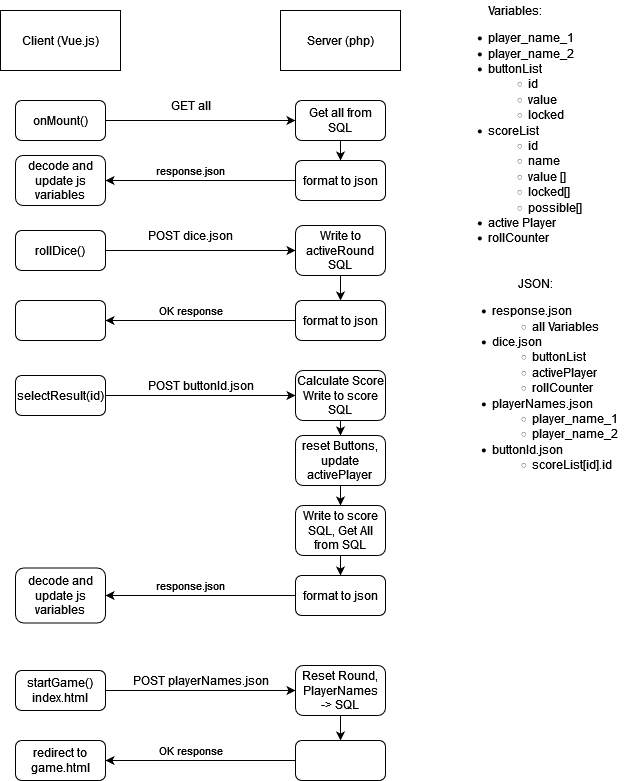 Client (Vue.js)
Server (php)
onMount()
GET all
Get all from
SQL
decode and
update js
variables
response.json
format to json
rollDice()
POST dice.json
Write to
activeRound
SQL
OK response
format to json
selectResult(id)
POST buttonId.json
Calculate Score
Write to score
SQL
reset Buttons,
update
activePlayer
Write to score
SQL, Get All
from SQL
decode and
update js
variables
response.json
format to json
startGame()
index.html
POST playerNames.json
Reset Round,
PlayerNames
-> SQL
redirect to
game.html
OK response
Variables:
player_name_1
player_name_2
buttonList
id
value
locked
scoreList
id
name
value []
locked[]
possible[]
active Player
rollCounter
JSON:
response.json
all Variables
dice.json
buttonList
activePlayer
rollCounter
playerNames.json
player_name_1
player_name_2
buttonId.json
scoreList[id].id